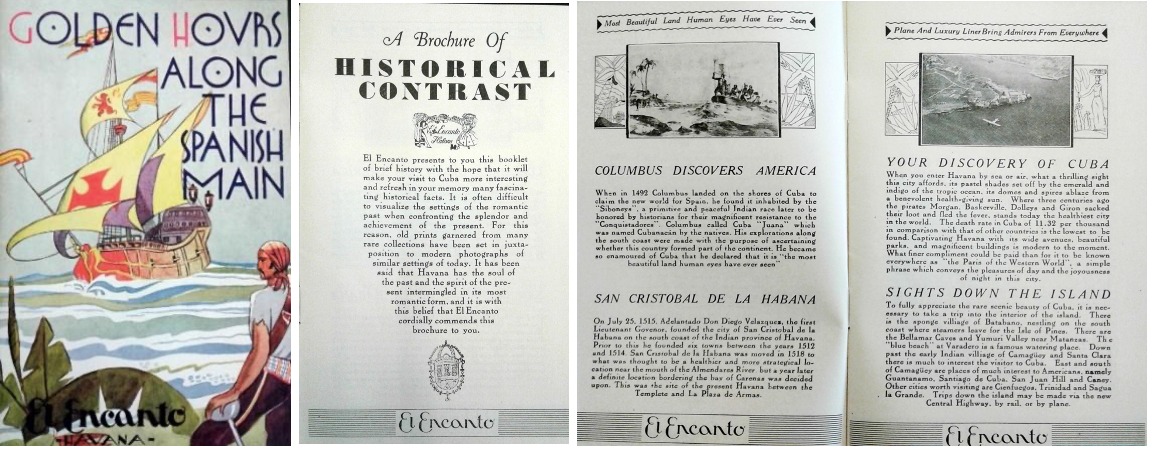 GOLDEN HOVRS
ALONG
THE
SPANISH
MAIN
El Encanto
-HAVANA-
A Brochure Of
HISTORICAL
CONTRAST
El Encanto
Habana
El Encanto presents to you this booklet
of brief history with the hope that it will
make your visit to Cuba more interesting
and refresh in your memory many fascina-
ting historical facts. It is often difficult
to visualize the settings of the romantic
past when confronting the splendor and
achievement of the present. For this
reason, old prints garnered from many
rare collections have been set in juxta-
position to modern photographs of
similar settings of today. It has been
said that Havana has the soul of
the past and the spirit of the pre-
sent intermingled in its most
romantic form, and it is with
this belief that El Encanto
cordially commends this
brochure to you.
El Encanto
Most Beautiful Land Human Eyes Have Ever Seen
COLUMBUS DISCOVERS AMERICA
When in 1492 Columbus landed on the shores of Cuba to
claim the new world for Spain, he found it inhabited by the
"Siboneys", a primitive and peaceful Indian race later to be
honored by historians for their magnificent resistance to the
"Conquistadores". Columbus called Cuba "Juana" which
was named Cubanacan by the natives. His explorations along
the south coast were made with the purpose of ascertaining
whether this country formed part of the continent. He became
so enamoured of Cuba that he declared that it is "the most
beautiful land human eyes have ever seen"
SAN CRISTOBAL DE LA HABANA
On July 25, 1515, Adelantado Don Diego Velazquez, the first
Lieutenant Govenor, founded the city of San Cristobal de la
Habana on the south coast of the Indian province of Havana.
Prior to this he founded six towns between the years 1512
and 1514. San Cristobal de la Habana was moved in 1518 to
what was thought to be a healthier and more strategical lo-
cation near the mouth of the Almendares River, but a year later
a definite location bordering the bay of Carenas was decided
upon. This was the site of the present Havana between the
Templete and La Plaza de Armas.
El Encanto
Plane And Luxury Liner Bring Admirers From Everywhere
YOUR DISCOVERY OF CUBA
When you enter Havana by sea or air, what a thrilling sight
this city affords, its pastel shades set off by the emerald and
indigo of the tropic ocean, its domes and spires ablaze from
a benevolent health-giving sun. Where three centuries ago
the pirates Morgan, Baskerville, Dolleys and Giron sacked
their loot and fled the fever, stands today the healthiest city
in the world. The death rate in Cuba of 11.32 per thousand
in comparison with that of other countries is the lowest to be
found. Captivating Havana with its wide avenues, beautiful
parks, and magnificent buildings is modern to the moment.
What finer compliment could be paid than for it to be known
everywhere as "the Paris of the Western World", a simple
phrase which conveys the pleasures of day and the joyousness
of night in this city.
SIGHTS DOWN THE ISLAND
To fully appreciate the rare scenic beauty of Cuba, it is nec-
essary to take a trip into the interior of the island. There
is the sponge village of Batabano, nestling on the south
coast where steamers leave for the Isle of Pines. There are
the Bellamar Caves and Yumuri Valley near Matanzas. The
"blue beach" at Varadero is a famous watering place. Down
past the early Indian village of Camagüey and Santa Clara
there is much to interest the visitor to Cuba. East and south
of Camagüey are places of much interest to Americans, namely
Guantanamo, Santiago de Cuba, San Juan Hill and Caney.
Other cities worth visiting are Cienfuegos, Trinidad and Sagua
la Grande. Trips down the island may be made via the new
Central Highway, by rail, or by plane.
El Encanto